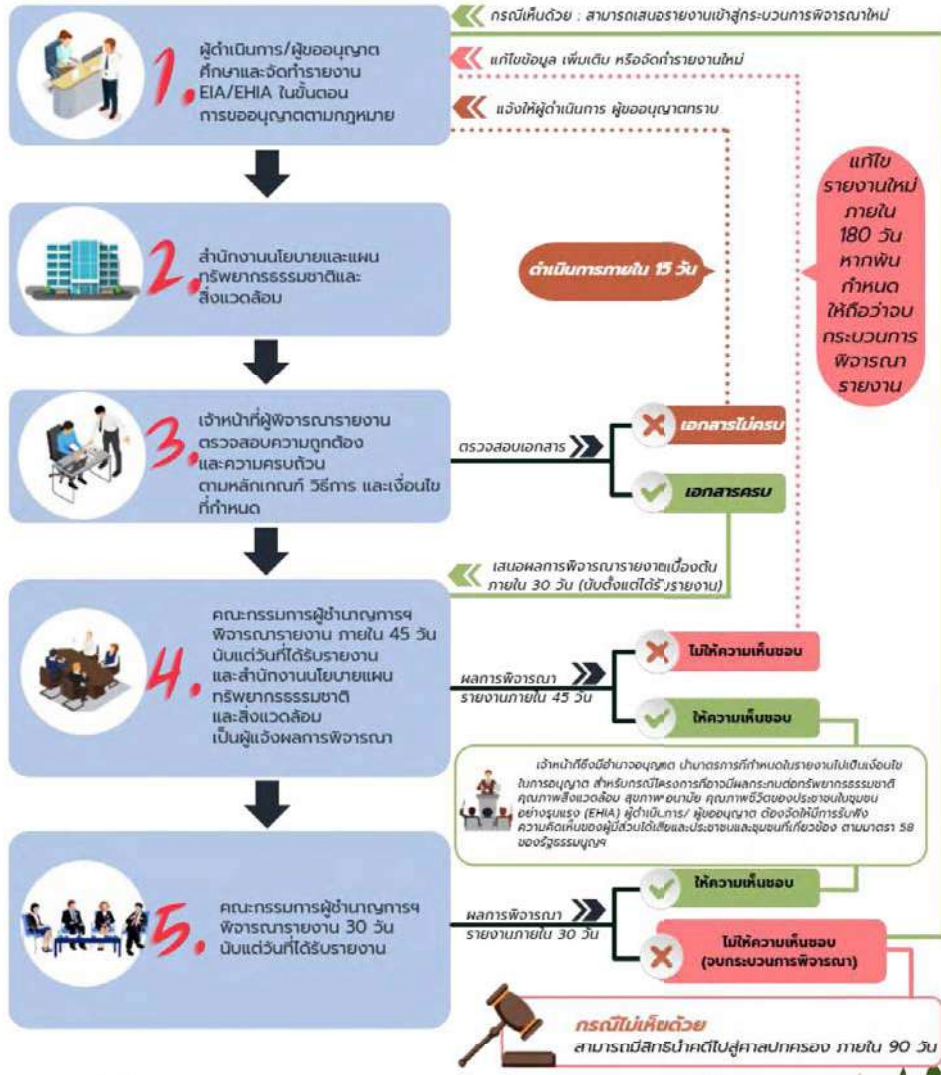 กรณีเห็นด้วย : สามารถเสนอรายงานเข้าสู่กระบวนการพิจารณาใหม่
แก้ไขข้อมูล เพิ่มเติม หรือจัดทำรายงานใหม่
แจ้งให้ผู้ดำเนินการ ผู้ขออนุญาตทราบ
1.
ผู้ดำเนินการ/ผู้ขออนุญาต
ศึกษาและจัดทำรายงาน
EIA/EHIA ในขั้นตอน
การขออนุญาตตามกฎหมาย
แก้ไข
รายงานใหม่
ภายใน
180 วัน
หากพ้น
กำหนด
ให้ถือว่าจบ
กระบวนการ
พิจารณา
รายงาน
2.
สำนักงานนโยบายและแผน
ทรัพยากรธรรมชาติและ
สิ่งแวดล้อม
ดำเนินการภายใน 15 วัน
3.
เจ้าหน้าที่ผู้พิจารณารายงาน
ตรวจสอบความถูกต้อง
และความครบถ้วน
ตามหลักเกณฑ์ วิธีการ และเงื่อนไข
ที่กำหนด
ตรวจสอบเอกสาร
เอกสารไม่ครบ
เอกสารครบ
เสนอผลการพิจารณารายงานเบื้องต้น
ภายใน 30 วัน (นับตั้งแต่ได้รับรายงาน)
4.
คณะกรรมการผู้ชำนาญการฯ
พิจารณารายงาน ภายใน 45 วัน
นับแต่วันที่ได้รับรายงาน
และสำนักงานนโยบายแผน
ทรัพยากรธรรมชาติ
และสิ่งแวดล้อม
เป็นผู้แจ้งผลการพิจารณา
ผลการพิจารณา
รายงานภายใน 45 วัน
ไม่ให้ความเห็นชอบ
ให้ความเห็นชอบ
เจ้าหน้าที่ซึ่งมีอำนาจอนุญาต นำมาตรการที่กำหนดในรายงานไปเป็นเงื่อนไข
ในการอนุญาต สำหรับกรณีโครงการที่อาจมีผลกระทบต่อทรัพยากรธรรมชาติ
คุณภาพสิ่งแวดล้อม สุขภาพ อนามัย คุณภาพชีวิตของประชาชนในชุมชน
อย่างรุนแรง (EHIA) ผู้ดำเนินการ/ ผู้ขออนุญาต ต้องจัดให้มีการรับฟัง
ความคิดเห็นของผู้มีส่วนได้เสียและประชาชนและชุมชนที่เกี่ยวข้อง ตามมาตรา 58
ของรัฐธรรมนูญฯ
5.
คณะกรรมการผู้ชำนาญการฯ
พิจารณารายงาน 30 วัน
นับแต่วันที่ได้รับรายงาน
ผลการพิจารณา
รายงานภายใน 30 วัน
ให้ความเห็นชอบ
ไม่ให้ความเห็นชอบ
(จบกระบวนการพิจารณา)
กรณีไม่เห็นด้วย
สามารถมีสิทธินำคดีไปสู่ศาลปกครอง ภายใน 90 วัน